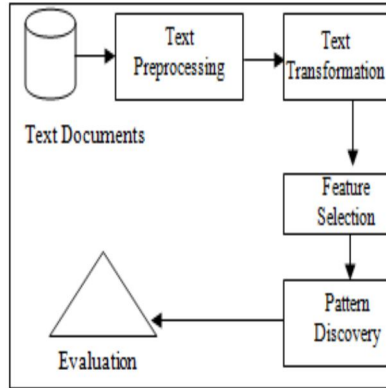 Text
Preprocessing
Text
Transformation
Text Documents
Feature
Selection
Pattern
Discovery
Evaluation